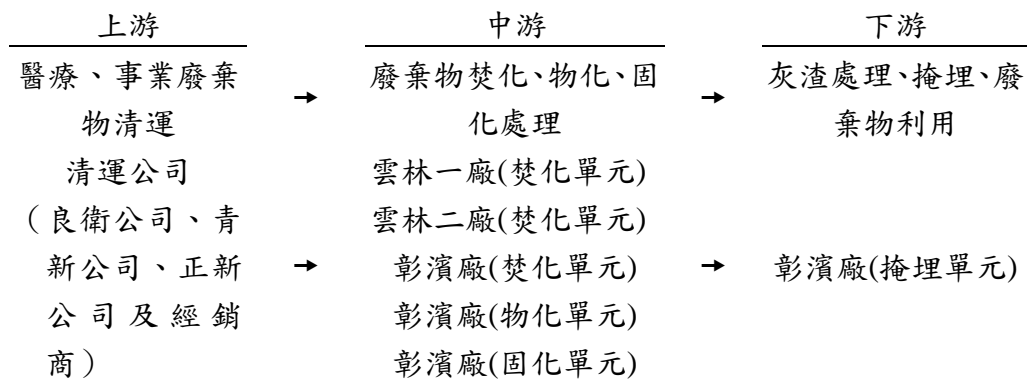 上游
醫療、事業廢棄
物清運
清運公司
（良衛公司、青
新公司、正新
公司及經銷
商）
→
→
中游
廢棄物焚化、物化、固
化處理
雲林一廠(焚化單元)
雲林二廠(焚化單元)
彰濱廠(焚化單元)
彰濱廠(物化單元)
彰濱廠(固化單元)
→
→
下游
灰渣處理、掩埋、廢
棄物利用
彰濱廠(掩埋單元)